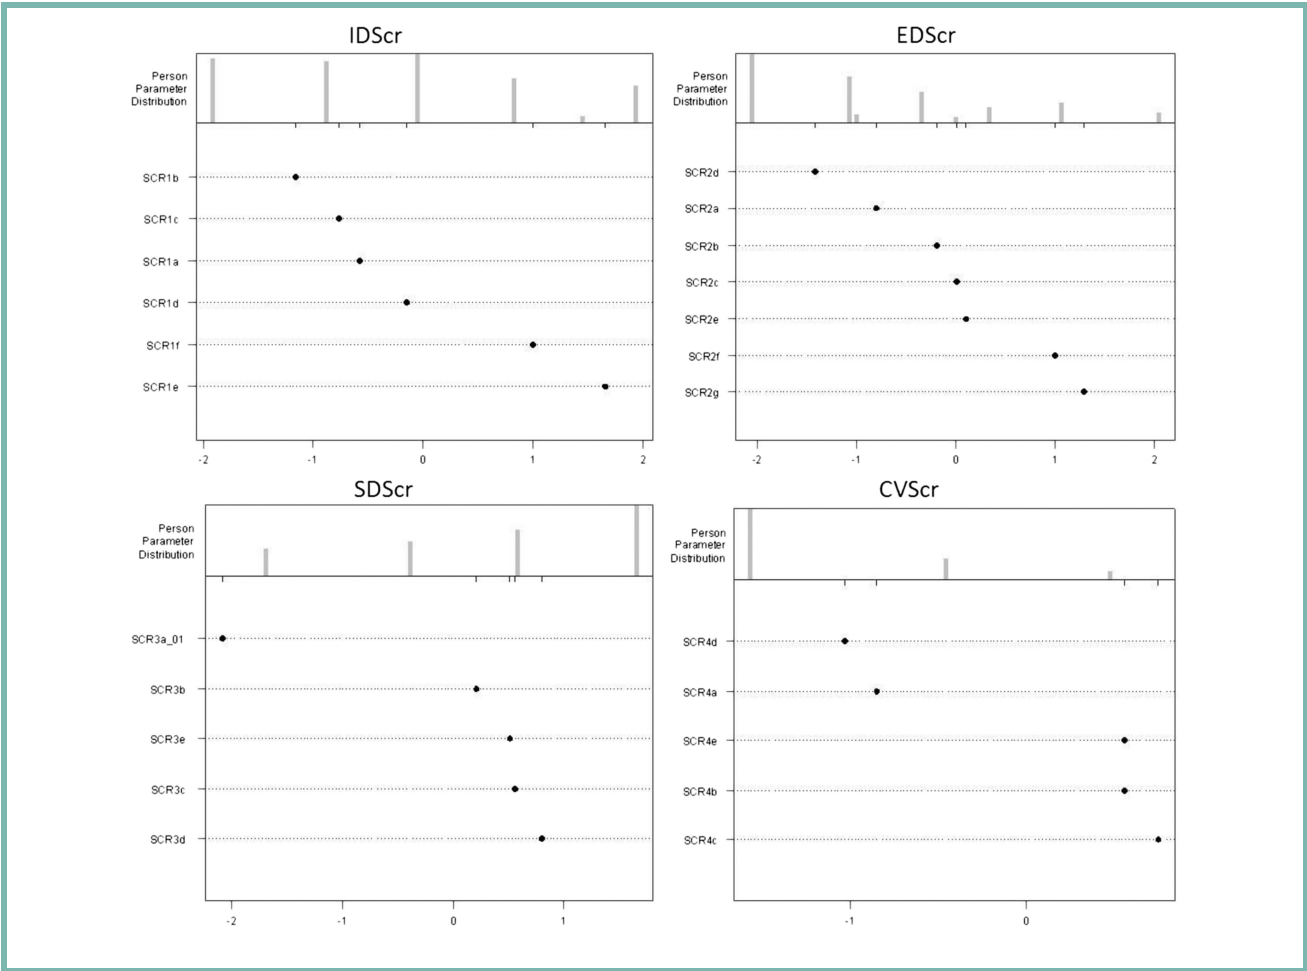 IDScr
Person
Parameter
Distribution
SCR1b
SCR1c
SCR1a
SCR1d
SCR1f
SCR1e
-2 -1 0 1 2
EDScr
Person
Parameter
Distribution
SCR2d
SCR2a
SCR2b
SCR2c
SCR2e
SCR2f
SCR2g
-2 -1 0 1 2
SDScr
Person
Parameter
Distribution
SCR3a_01
SCR3b
SCR3e
SCR3c
SCR3d
-2 -1 0 1
CVScr
Person
Parameter
Distribution
SCR4d
SCR4a
SCR4e
SCR4b
SCR4c
-1 0